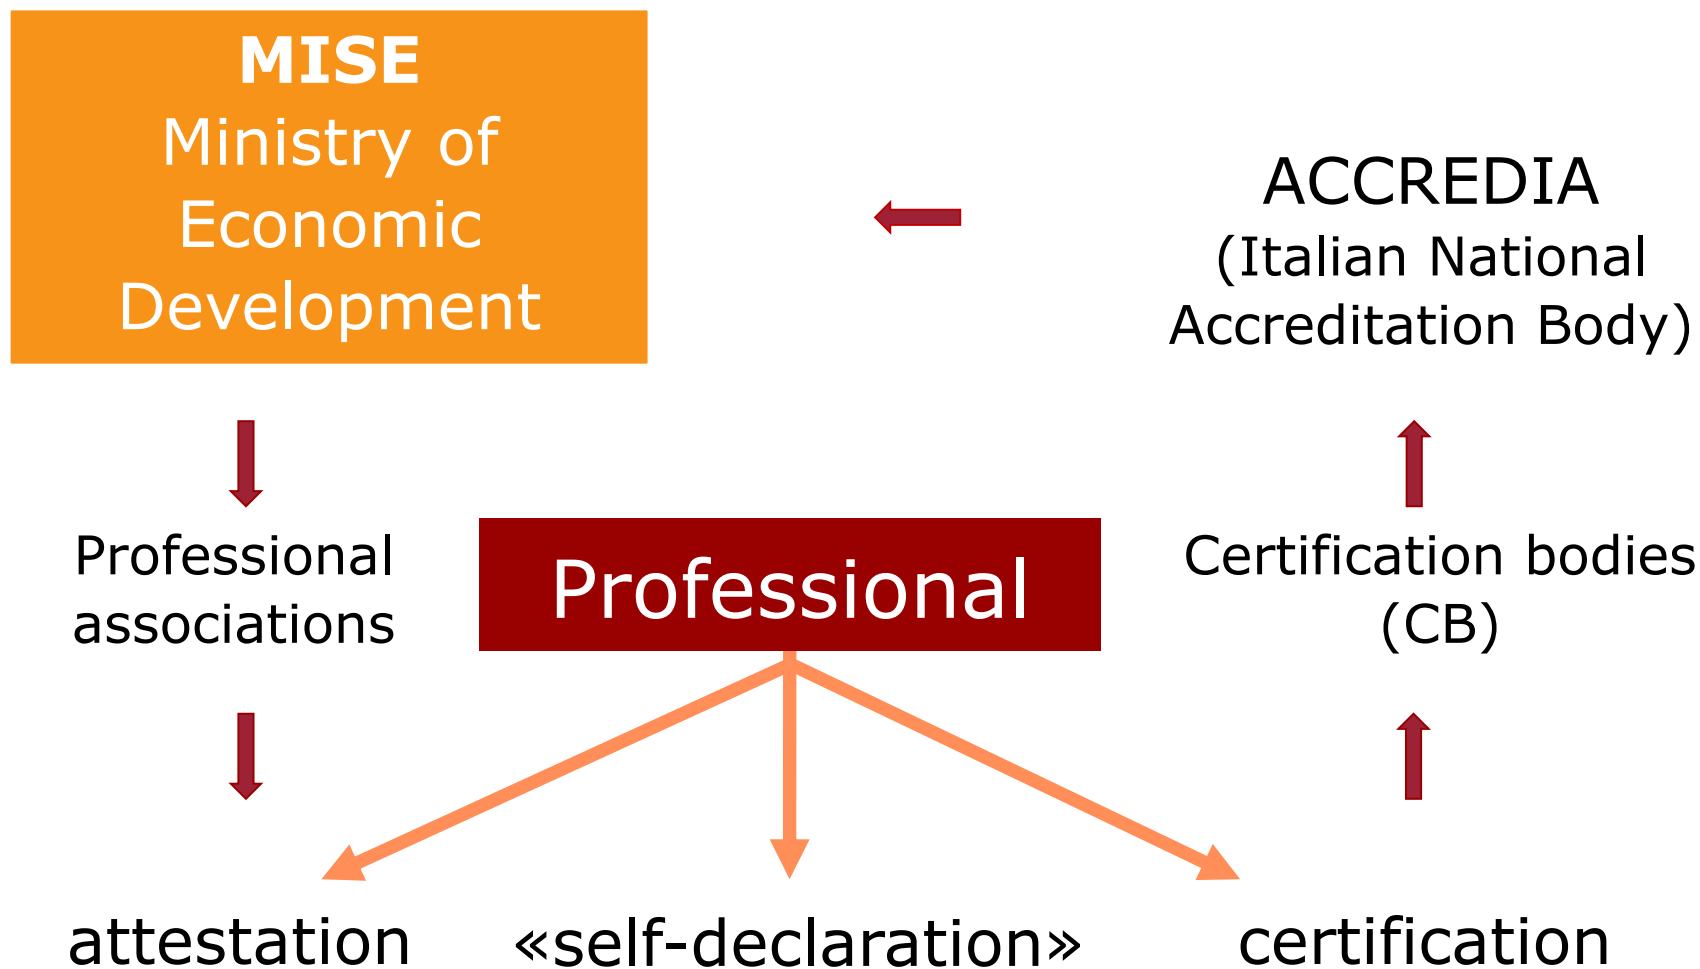 MISE
Ministry of
Economic
Development
ACCREDIA
(Italian National
Accreditation Body)
Professional
associations
Professional
Certification bodies
(CB)
attestation
«self-declaration»
certification